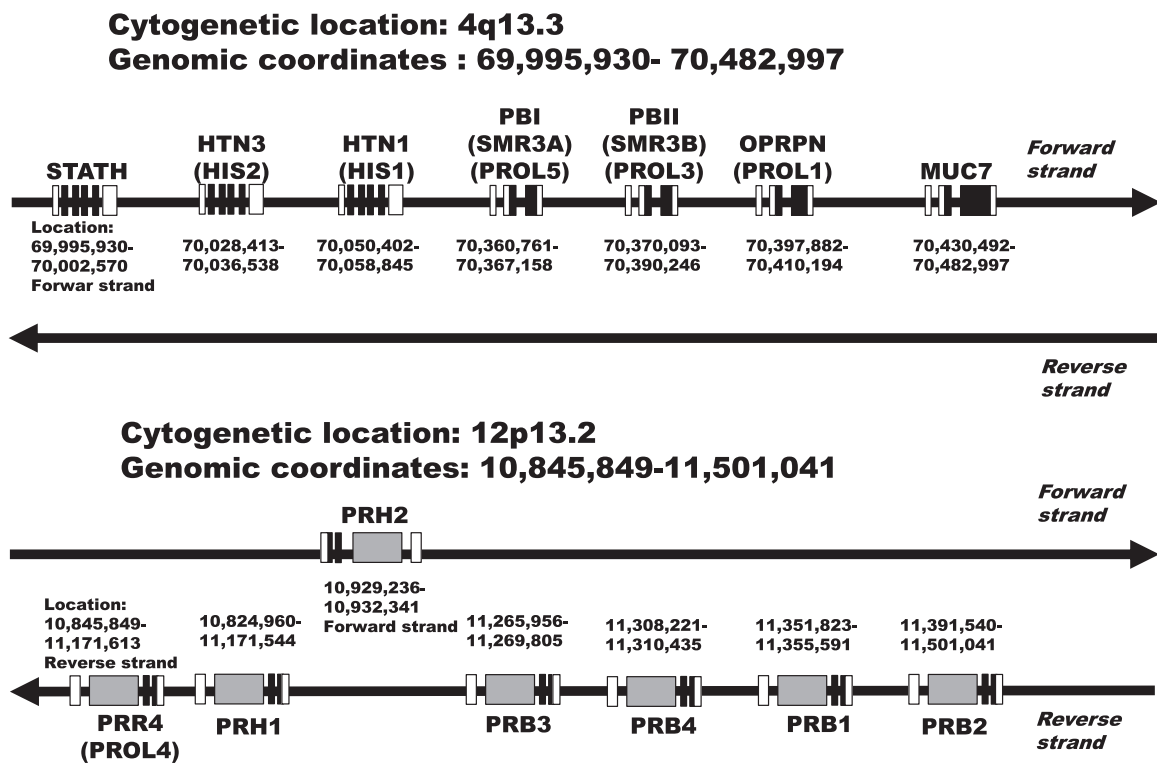 Cytogenetic location: 4q13.3
Genomic coordinates : 69,995,930- 70,482,997
STATH
HTN3
(HIS2)
HTN1
(HIS1)
PBI
(SMR3A)
(PROL5)
PBII
(SMR3B)
(PROL3)
OPRPN
(PROL1)
MUC7
Forward
strand
Location:
69,995,930-
70,002,570
Forwar strand
70,028,413-
70,036,538
70,050,402-
70,058,845
70,360,761-
70,367,158
70,370,093-
70,390,246
70,397,882-
70,410,194
70,430,492-
70,482,997
Reverse
strand
Cytogenetic location: 12p13.2
Genomic coordinates: 10,845,849-11,501,041
Forward
strand
PRH2
10,929,236-
10,932,341
Forward strand
Location:
10,845,849-
11,171,613
Reverse strand
10,824,960-
11,171,544
11,265,956-
11,269,805
11,308,221-
11,310,435
11,351,823-
11,355,591
11,391,540-
11,501,041
PRR4
(PROL4)
PRH1
PRB3
PRB4
PRB1
PRB2
Reverse
strand